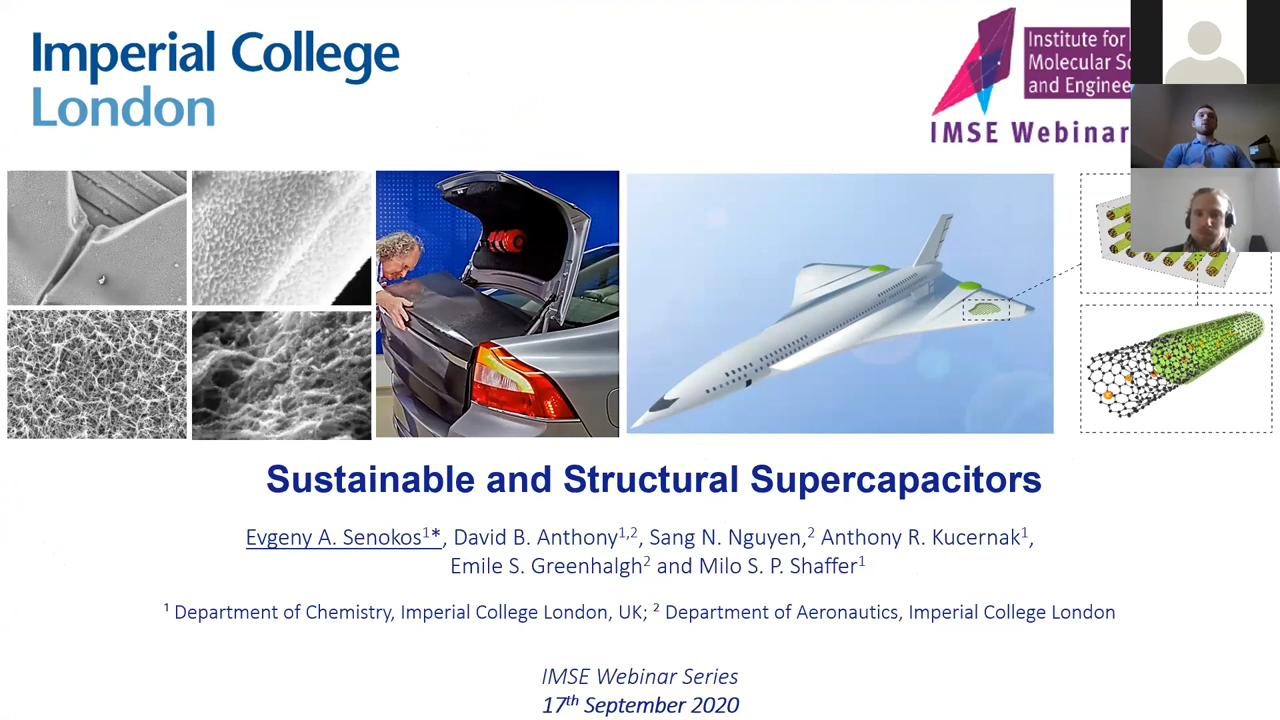 Imperial College
London
Institute for
Molecular Sc
and Enginee
IMSE Webinar
Sustainable and Structural Supercapacitors
Evgeny A. Senokos¹*, David B. Anthony¹,², Sang N. Nguyen,² Anthony R. Kucernak¹,
Emile S. Greenhalgh² and Milo S. P. Shaffer¹
¹ Department of Chemistry, Imperial College London, UK; ² Department of Aeronautics, Imperial College London
IMSE Webinar Series
17th September 2020